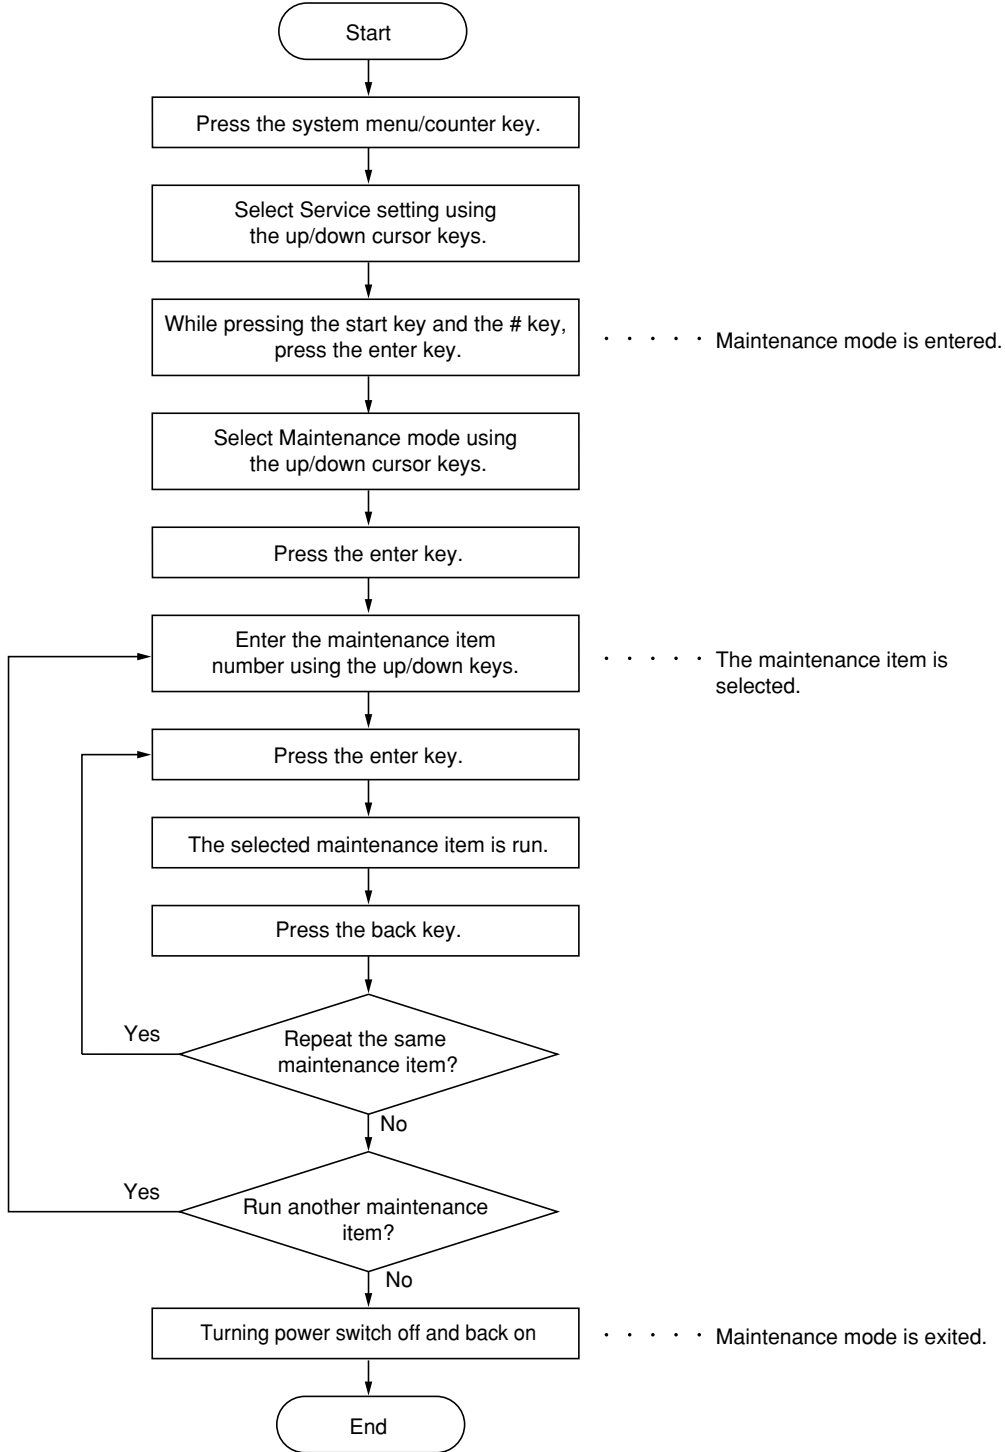 Start
Press the system menu/counter key.
Select Service setting using
the up/down cursor keys.
While pressing the start key and the # key,
press the enter key.
· · · · · Maintenance mode is entered.
Select Maintenance mode using
the up/down cursor keys.
Press the enter key.
Enter the maintenance item
number using the up/down keys.
· · · · · The maintenance item is
selected.
Press the enter key.
The selected maintenance item is run.
Press the back key.
Yes
Repeat the same
maintenance item?
No
Yes
Run another maintenance
item?
No
Turning power switch off and back on
· · · · · Maintenance mode is exited.
End